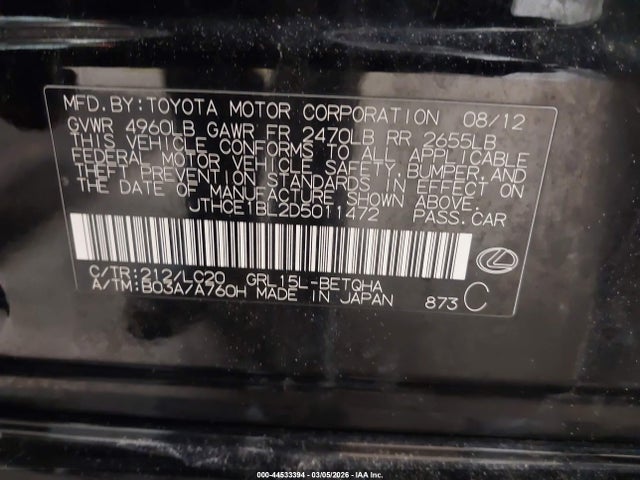 MFD.BY:TOYOTA MOTOR CORPORATION 08/12
GVWR 4960LB GAWR FR 2470LB RR 2655LB
THIS VEHICLE CONFORMS TO ALL APPLICABLE
FEDERAL MOTOR VEHICLE SAFETY,BUMPER,AND
THEFT PREVENTION STANDARDS IN EFFECT ON
THE DATE OF MANUFACTURE SHOWN ABOVE.
JTHCE1BL2D5011472 PASS.CAR
C/TR:212/LC20 GRL15L-BETQHA
A/TM:B03A/A760H MADE IN JAPAN 873 C
000-44533394 - 03/05/2026 - IAA Inc.